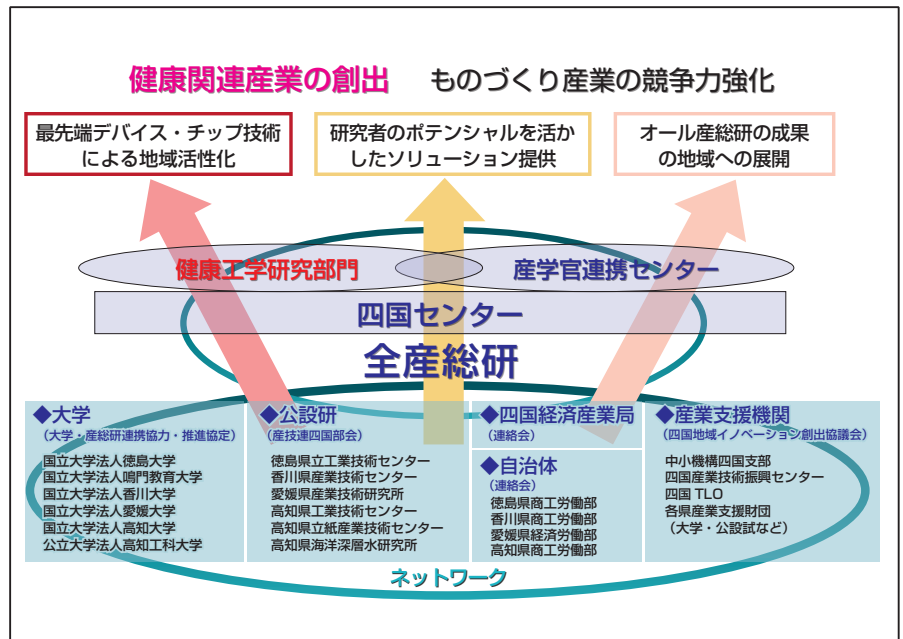 健康関連産業の創出 ものづくり産業の競争力強化
最先端デバイス・チップ技術
による地域活性化
研究者のポテンシャルを活か
したソリューション提供
オール産総研の成果
の地域への展開
健康工学研究部門
産学官連携センター
四国センター
全産総研
◆大学
(大学・産総研連携協力・推進協定)
国立大学法人徳島大学
国立大学法人鳴門教育大学
国立大学法人香川大学
国立大学法人愛媛大学
国立大学法人高知大学
公立大学法人高知工科大学
◆公設研
(産技連四国部会)
徳島県立工業技術センター
香川県産業技術センター
愛媛県産業技術研究所
高知県工業技術センター
高知県立紙産業技術センター
高知県海洋深層水研究所
◆四国経済産業局
(連絡会)
◆自治体
(連絡会)
徳島県商工労働部
香川県商工労働部
愛媛県経済労働部
高知県商工労働部
◆産業支援機関
(四国地域イノベーション創出協議会)
中小機構四国支部
四国産業技術振興センター
四国 TLO
各県産業支援財団
(大学・公設試など)
ネットワーク